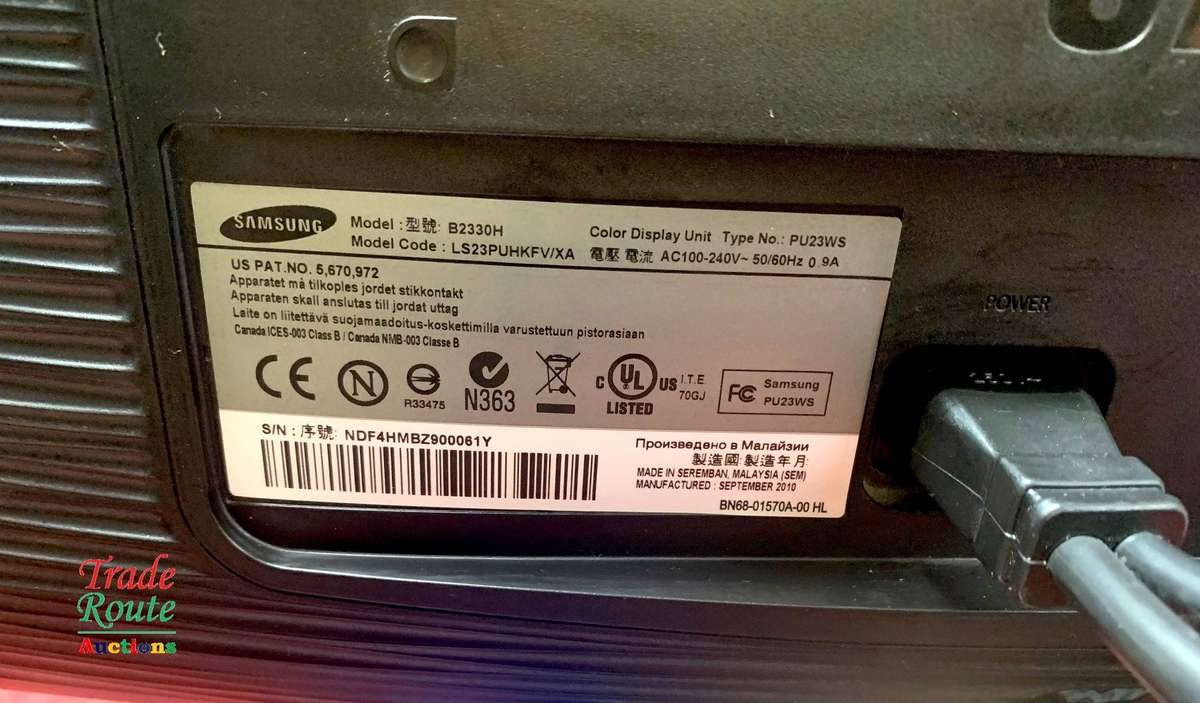 SAMSUNG
Model : 型號: B2330H
Model Code : LS23PUHKFV/XA
Color Display Unit Type No.: PU23WS
電壓 電流 AC100-240V~ 50/60Hz 0.9A
US PAT.NO. 5,670,972
Apparatet må tilkoples jordet stikkontakt
Apparaten skall anslutas till jordat uttag
Laite on liitettävä suojamaadoitus-koskettimilla varustettuun pistorasiaan
Canada ICES-003 Class B / Canada NMB-003 Classe B
CE
N
R33475
N363
C UL US
LISTED
I.T.E.
70GJ
FC
Samsung
PU23WS
S/N : 序號: NDF4HMBZ900061Y
Произведено в Малайзии
製造國 製造年月:
MADE IN SEREMBAN, MALAYSIA (SEM)
MANUFACTURED : SEPTEMBER 2010
BN68-01570A-00 HL
POWER
Trade
Route
Auctions